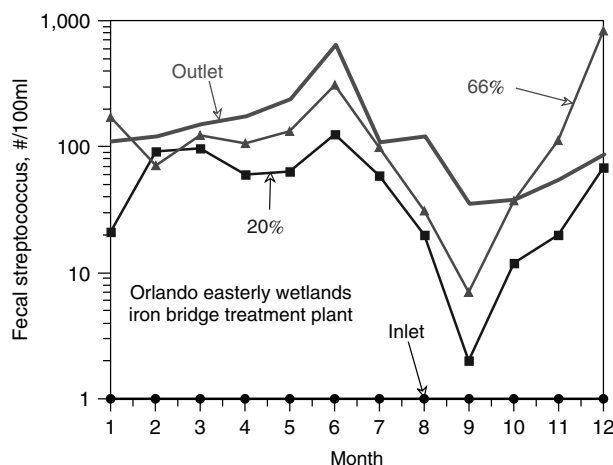 1,000
100
10
1
Fecal streptococcus, #/100ml
Outlet
66%
20%
Orlando easterly wetlands
iron bridge treatment plant
Inlet
1 2 3 4 5 6 7 8 9 10 11 12
Month